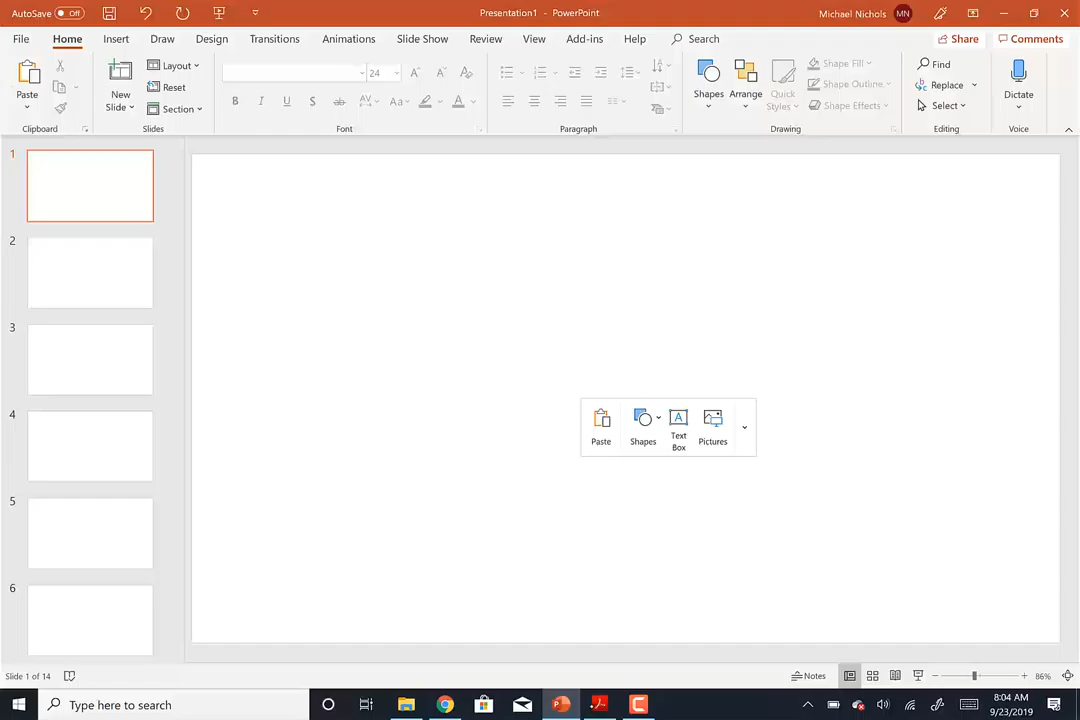 AutoSave Off Presentation1 - PowerPoint Michael Nichols MN
File Home Insert Draw Design Transitions Animations Slide Show Review View Add-ins Help Search Share Comments
Paste
New Slide
Layout
Reset
Section
24
B I U S ab AV Aa A
Shapes Arrange Quick Styles
Shape Fill
Shape Outline
Shape Effects
Find
Replace
Select
Dictate
Clipboard Slides Font Paragraph Drawing Editing Voice
1
2
3
4
5
6
Paste Shapes Text Box Pictures
Slide 1 of 14 Notes 86%
Type here to search
8:04 AM
9/23/2019